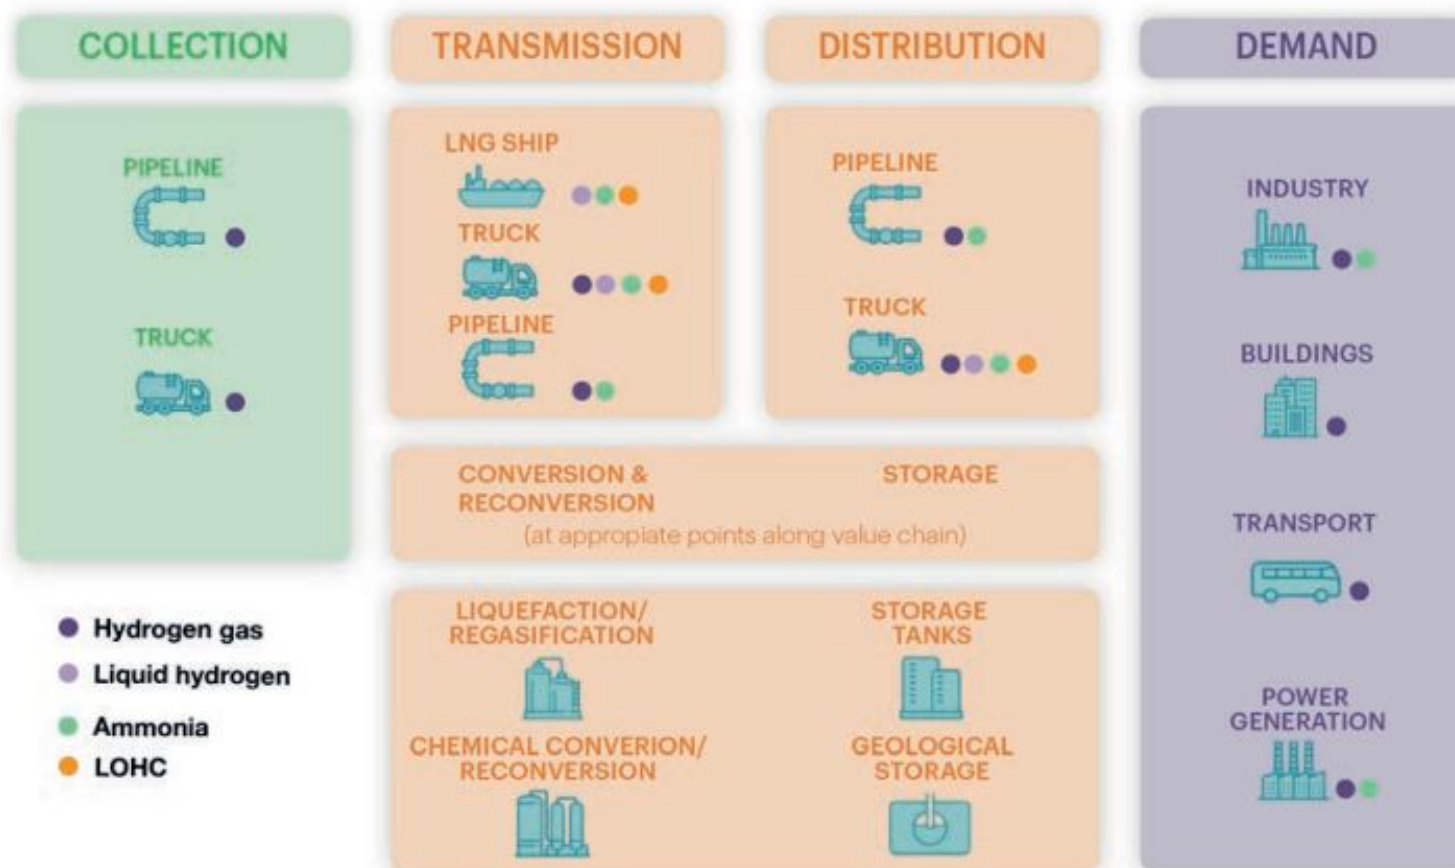 COLLECTION
PIPELINE
TRUCK
TRANSMISSION
LNG SHIP
TRUCK
PIPELINE
DISTRIBUTION
PIPELINE
TRUCK
CONVERSION &
RECONVERSION
STORAGE
(at appropiate points along value chain)
LIQUEFACTION/
REGASIFICATION
STORAGE
TANKS
CHEMICAL CONVERION/
RECONVERSION
GEOLOGICAL
STORAGE
DEMAND
INDUSTRY
BUILDINGS
TRANSPORT
POWER
GENERATION
Hydrogen gas
Liquid hydrogen
Ammonia
LOHC